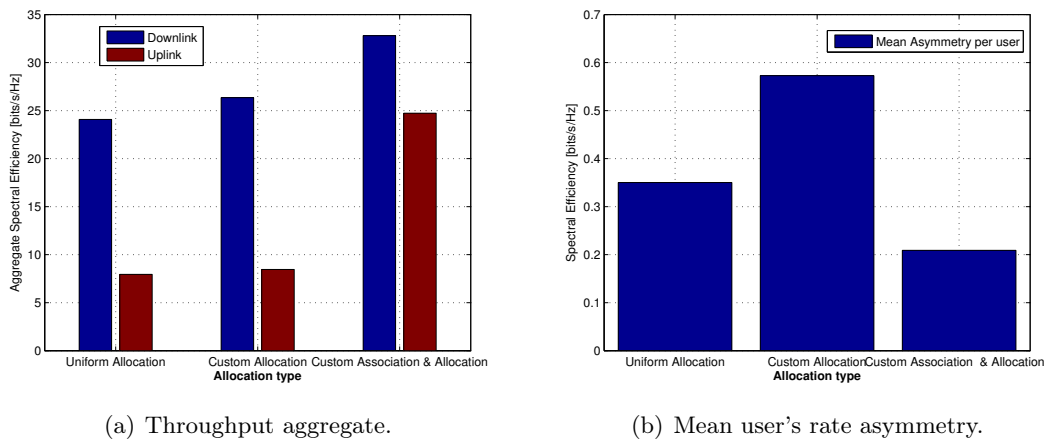 35
30
25
20
15
10
5
0
Aggregate Spectral Efficiency [bits/s/Hz]
Downlink
Uplink
Uniform Allocation
Custom Allocation
Custom Association & Allocation
Allocation type
(a) Throughput aggregate.
0.7
0.6
0.5
0.4
0.3
0.2
0.1
0
Spectral Efficiency [bits/s/Hz]
Mean Asymmetry per user
Uniform Allocation
Custom Allocation
Custom Association & Allocation
Allocation type
(b) Mean user's rate asymmetry.